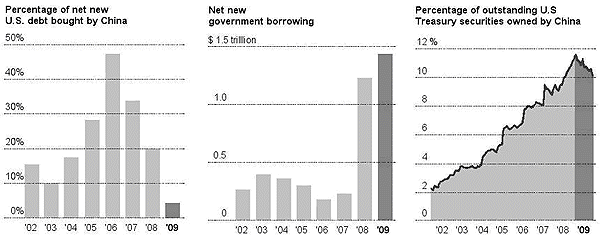 Percentage of net new
U.S. debt bought by China
50%
40%
30%
20%
10%
0%
'02 '03 '04 '05 '06 '07 '08 '09
Net new
government borrowing
$ 1.5 trillion
1.0
0.5
0
'02 '03 '04 '05 '06 '07 '08 '09
Percentage of outstanding U.S
Treasury securities owned by China
12 %
10
8
6
4
2
0
'02 '03 '04 '05 '06 '07 '08 '09